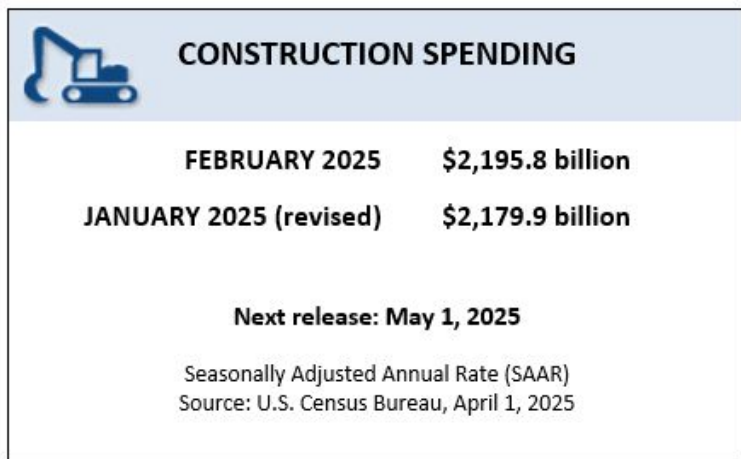 CONSTRUCTION SPENDING
FEBRUARY 2025 $2,195.8 billion
JANUARY 2025 (revised) $2,179.9 billion
Next release: May 1, 2025
Seasonally Adjusted Annual Rate (SAAR)
Source: U.S. Census Bureau, April 1, 2025